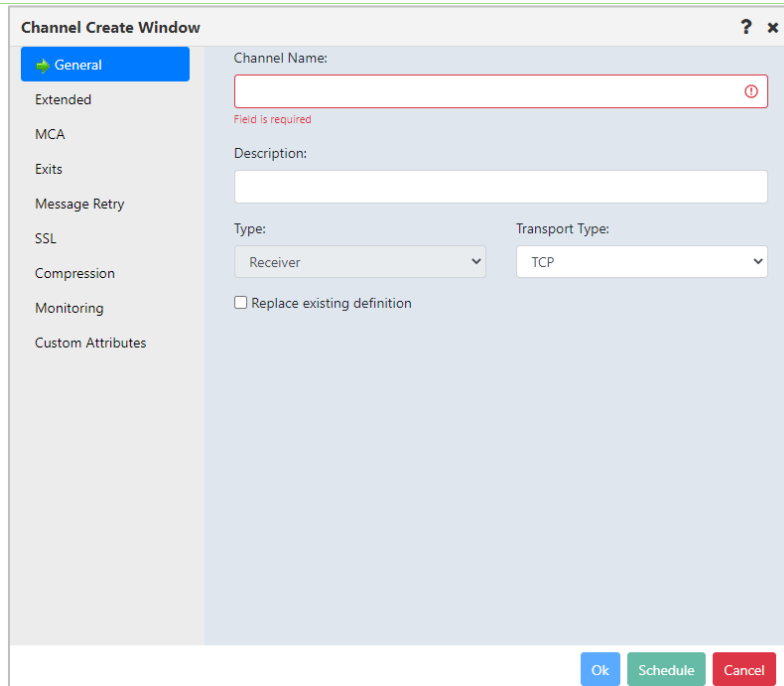 Channel Create Window
? ×
General
Extended
MCA
Exits
Message Retry
SSL
Compression
Monitoring
Custom Attributes
Channel Name:
Field is required
Description:
Type:
Transport Type:
Receiver
TCP
Replace existing definition
Ok
Schedule
Cancel